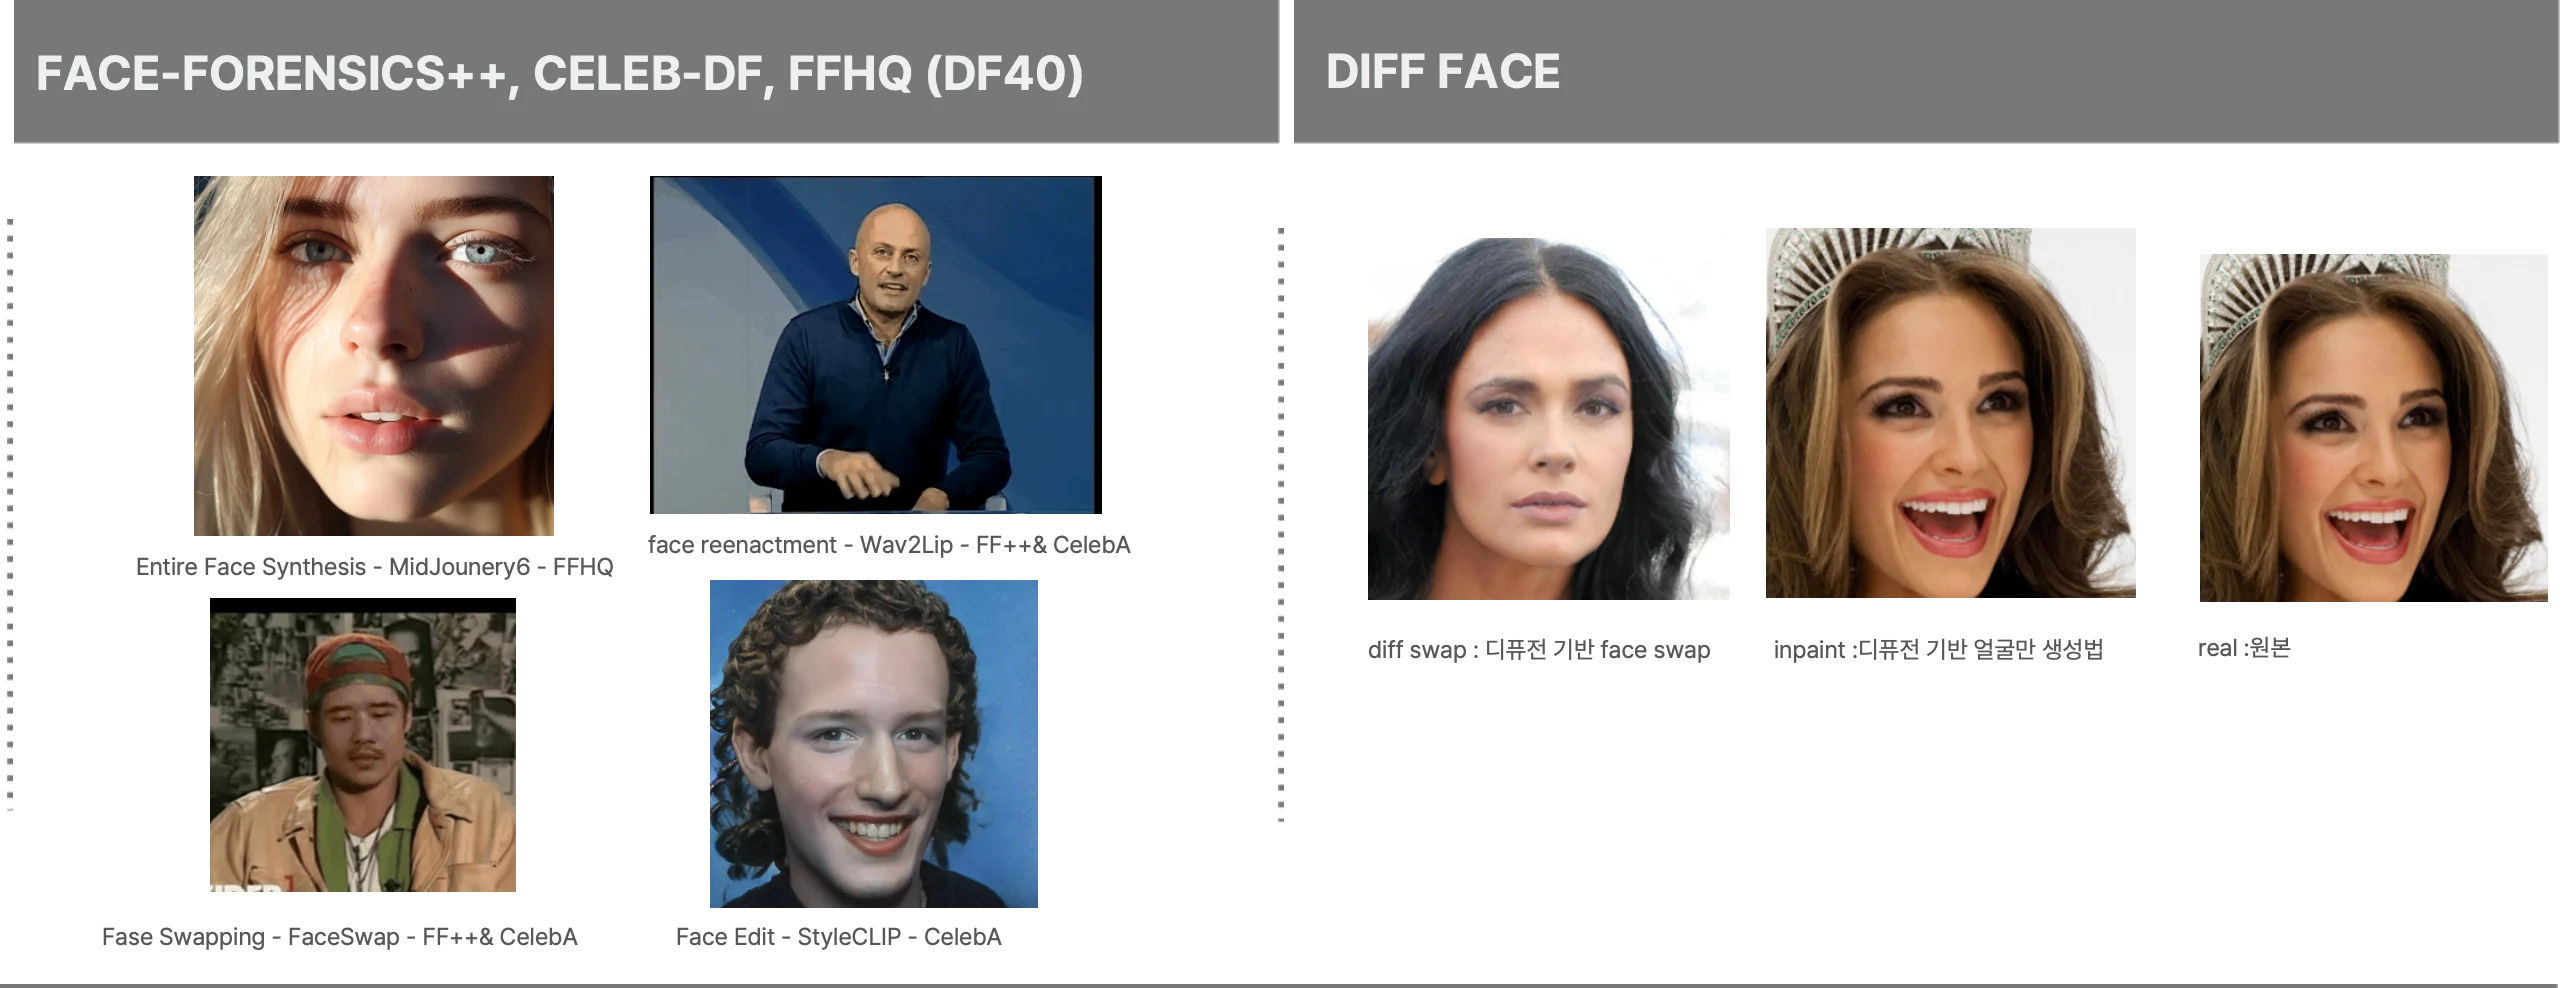 FACE-FORENSICS++, CELEB-DF, FFHQ (DF40)
Entire Face Synthesis - MidJounery6 - FFHQ
face reenactment - Wav2Lip - FF++& CelebA
Fase Swapping - FaceSwap - FF++& CelebA
Face Edit - StyleCLIP - CelebA
DIFF FACE
diff swap : 디퓨전 기반 face swap
inpaint :디퓨전 기반 얼굴만 생성법
real :원본